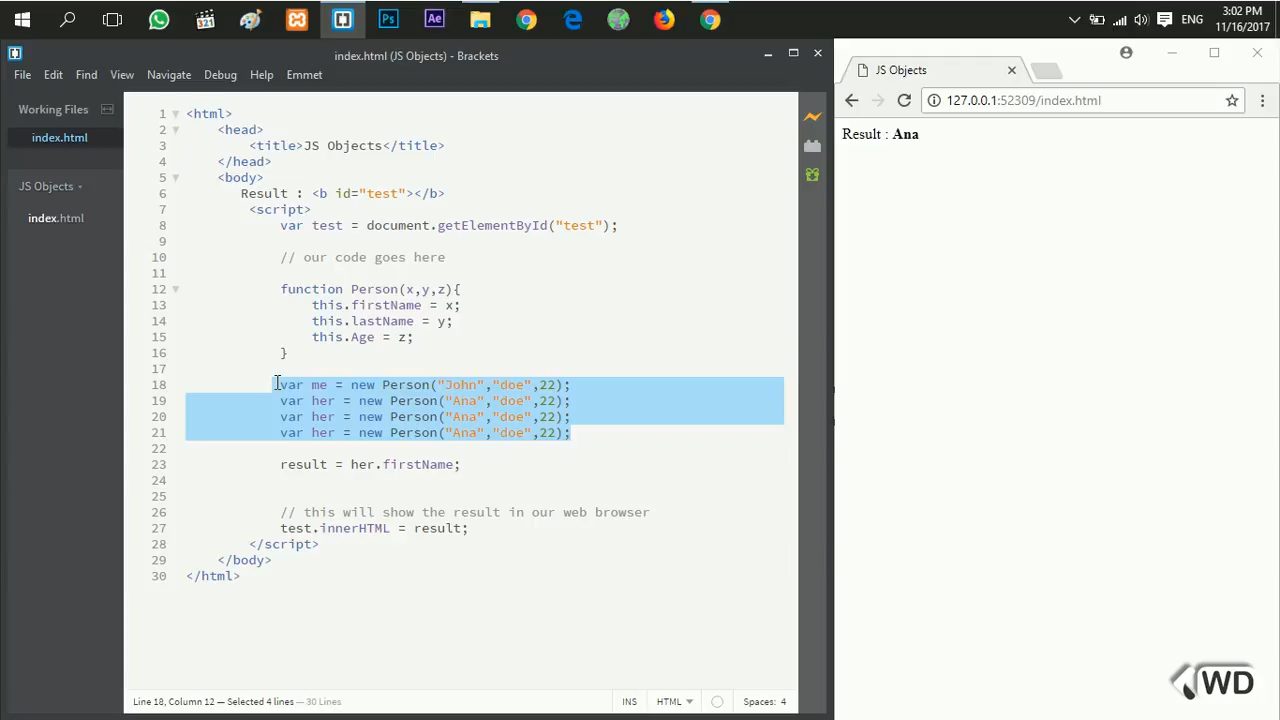 3:02 PM
ENG
11/16/2017
Ps
Ae
321
index.html (JS Objects) - Brackets
File Edit Find View Navigate Debug Help Emmet
Working Files
index.html
JS Objects
index.html
1 <html>
2 <head>
3 <title>JS Objects</title>
4 </head>
5 <body>
6 Result : <b id="test"></b>
7 <script>
8 var test = document.getElementById("test");
9
10 // our code goes here
11
12 function Person(x,y,z){
13 this.firstName = x;
14 this.lastName = y;
15 this.Age = z;
16 }
17
18 var me = new Person("John","doe",22);
19 var her = new Person("Ana","doe",22);
20 var her = new Person("Ana","doe",22);
21 var her = new Person("Ana","doe",22);
22
23 result = her.firstName;
24
25
26 // this will show the result in our web browser
27 test.innerHTML = result;
28 </script>
29 </body>
30 </html>
Line 18, Column 12 — Selected 4 lines — 30 Lines
INS HTML Spaces: 4
JS Objects
127.0.0.1:52309/index.html
Result : Ana
WD